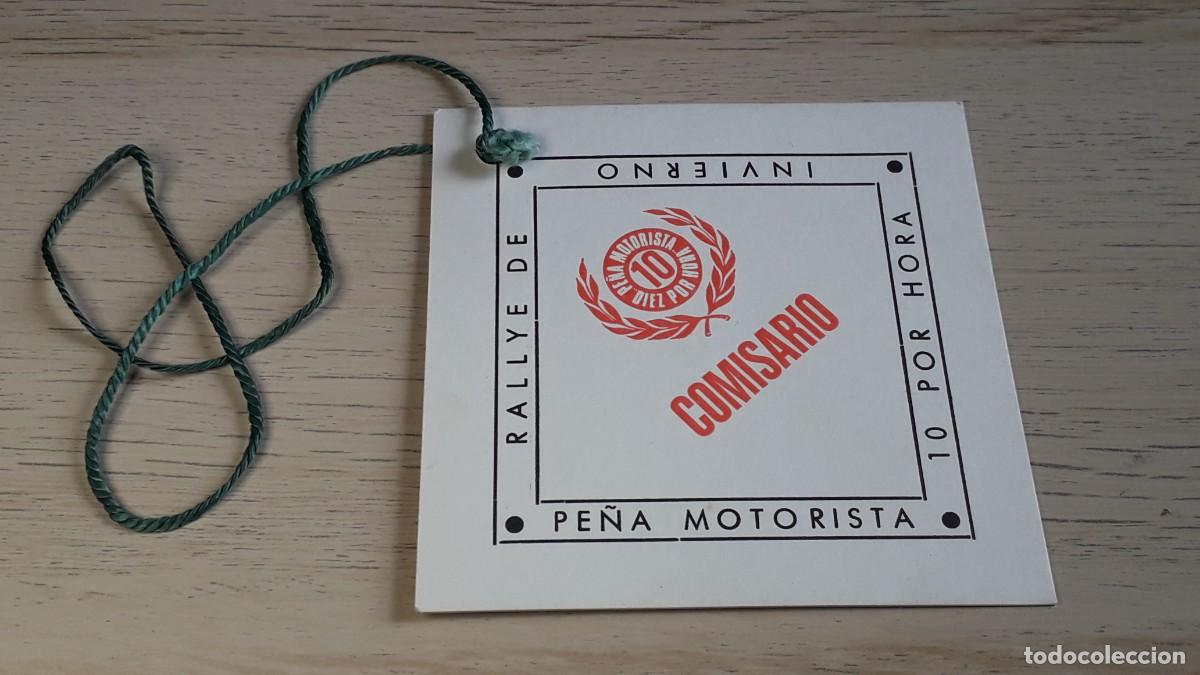 RALLYE DE
INVIERNO
PEÑA MOTORISTA
10 POR HORA
PEÑA MOTORISTA
DIEZ POR HORA
10
COMISARIO
todocoleccion